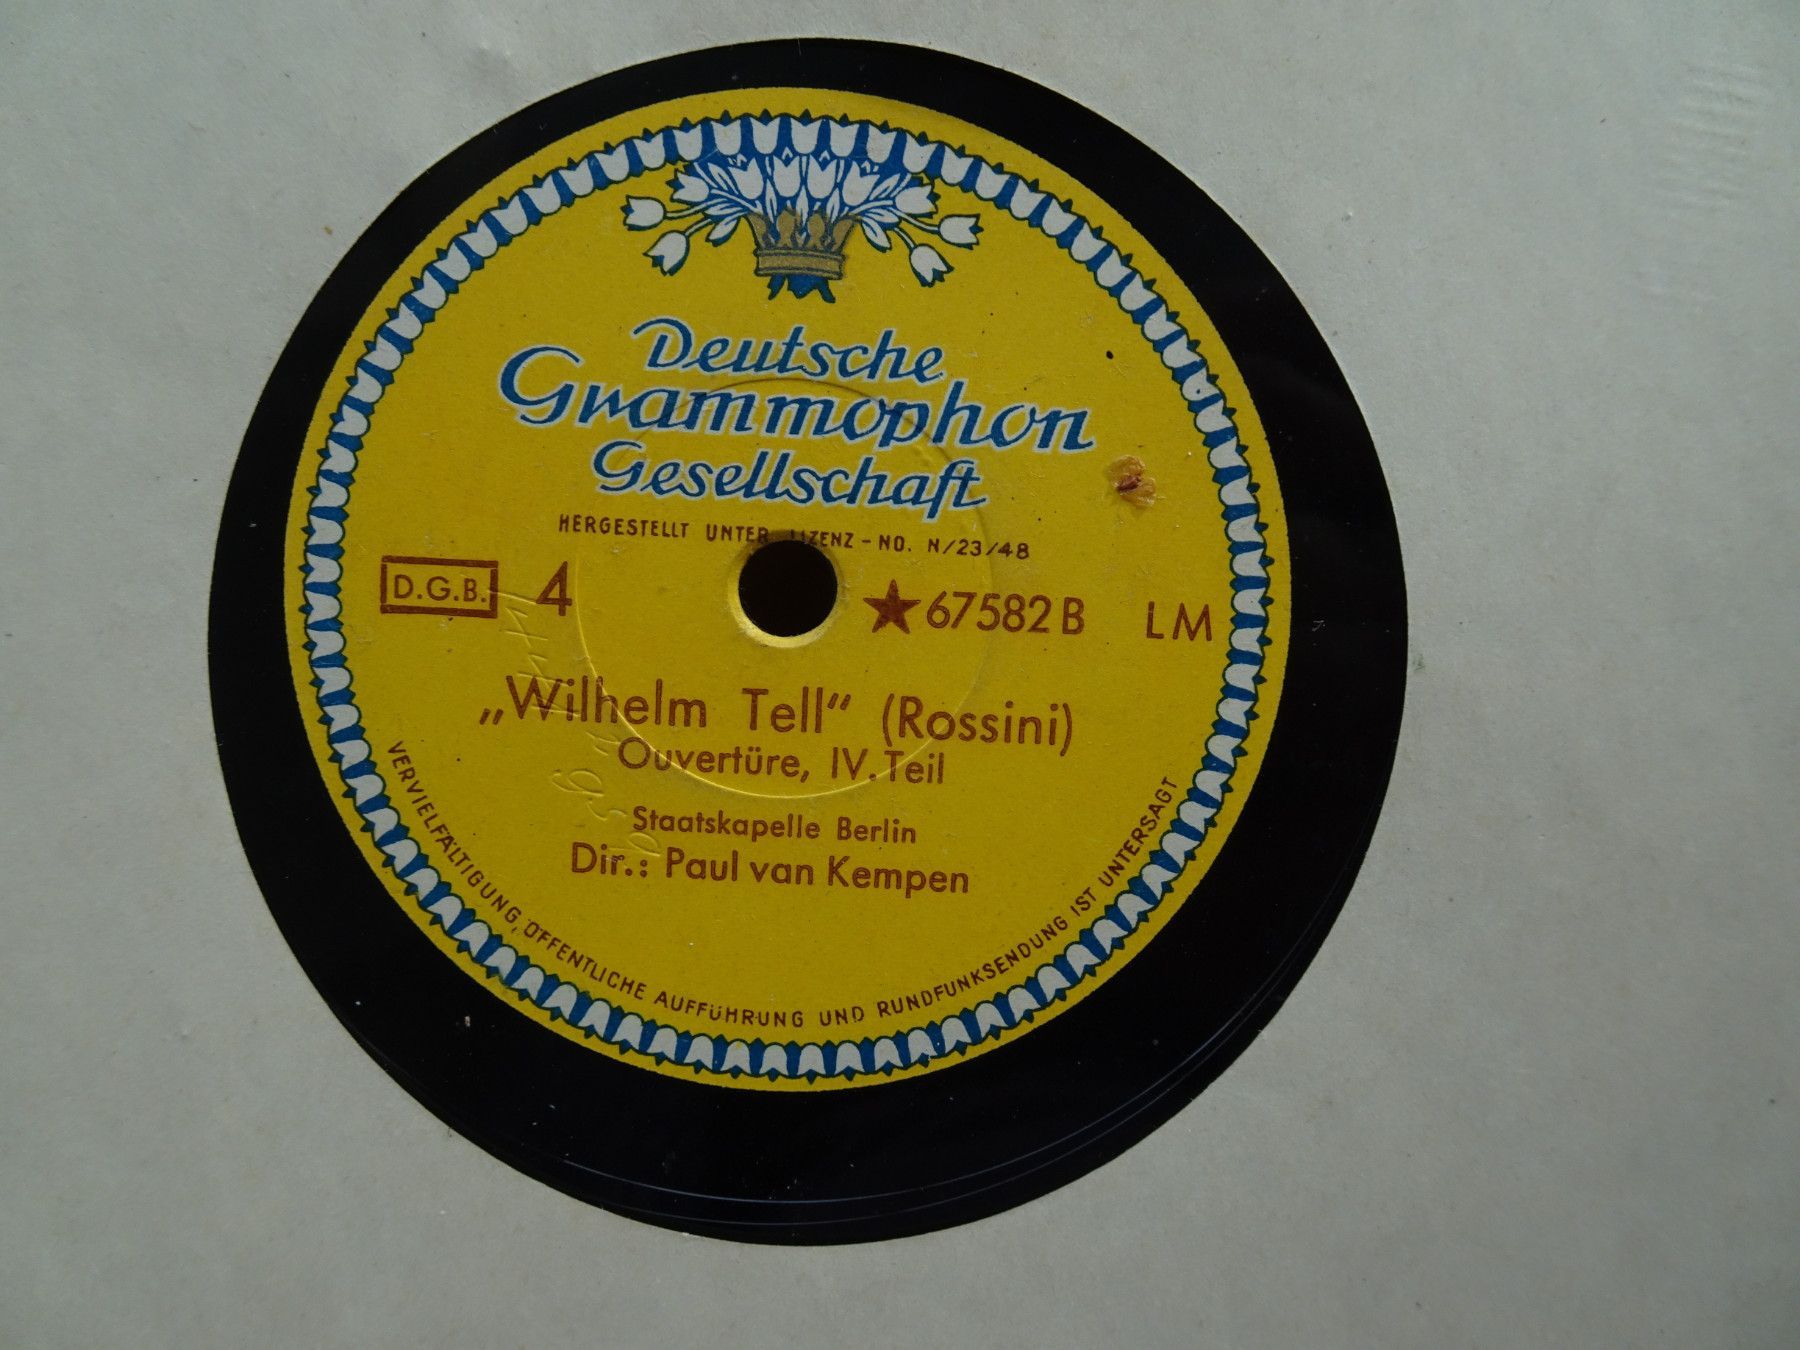 Deutsche
Grammophon
Gesellschaft
HERGESTELLT UNTER LIZENZ - NO. N/23/48
D.G.B. 4 ★ 67582 B LM
„Wilhelm Tell“ (Rossini)
Ouvertüre, IV. Teil
Staatskapelle Berlin
Dir.: Paul van Kempen
VERVIELFÄLTIGUNG, ÖFFENTLICHE AUFFÜHRUNG UND RUNDFUNKSENDUNG IST UNTERSAGT